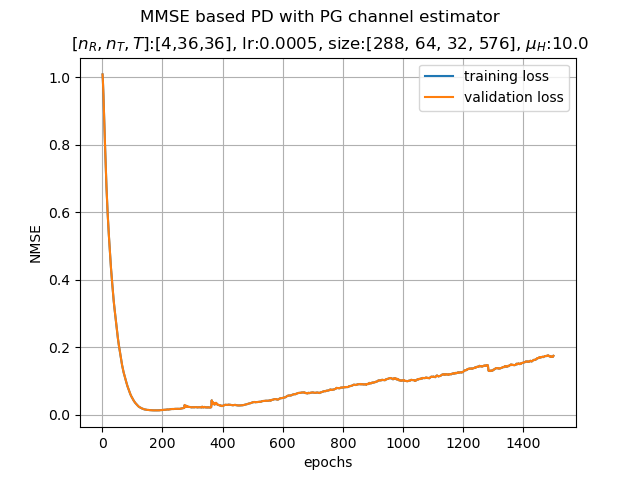 MMSE based PD with PG channel estimator
[n_R, n_T, T]:[4,36,36], lr:0.0005, size:[288, 64, 32, 576], μ_H:10.0
training loss
validation loss
1.0
0.8
0.6
0.4
0.2
0.0
NMSE
0 200 400 600 800 1000 1200 1400
epochs